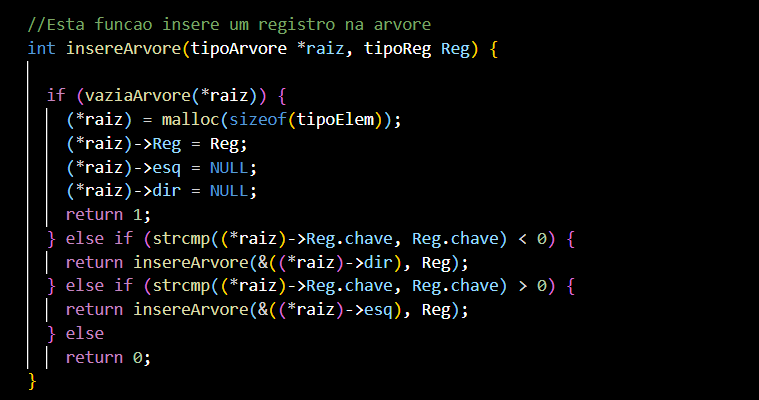 //Esta funcao insere um registro na arvore
int insereArvore(tipoArvore *raiz, tipoReg Reg) {
if (vaziaArvore(*raiz)) {
(*raiz) = malloc(sizeof(tipoElem));
(*raiz)->Reg = Reg;
(*raiz)->esq = NULL;
(*raiz)->dir = NULL;
return 1;
} else if (strcmp((*raiz)->Reg.chave, Reg.chave) < 0) {
return insereArvore(&((*raiz)->dir), Reg);
} else if (strcmp((*raiz)->Reg.chave, Reg.chave) > 0) {
return insereArvore(&((*raiz)->esq), Reg);
} else
return 0;
}